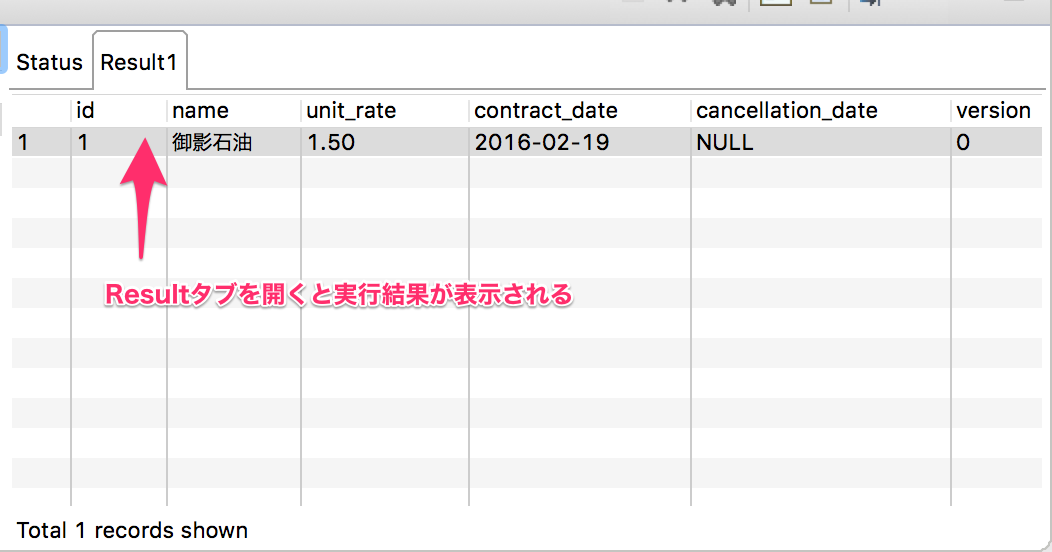 Status Result1
id name unit_rate contract_date cancellation_date version
1 1 御影石油 1.50 2016-02-19 NULL 0
Resultタブを開くと実行結果が表示される
Total 1 records shown